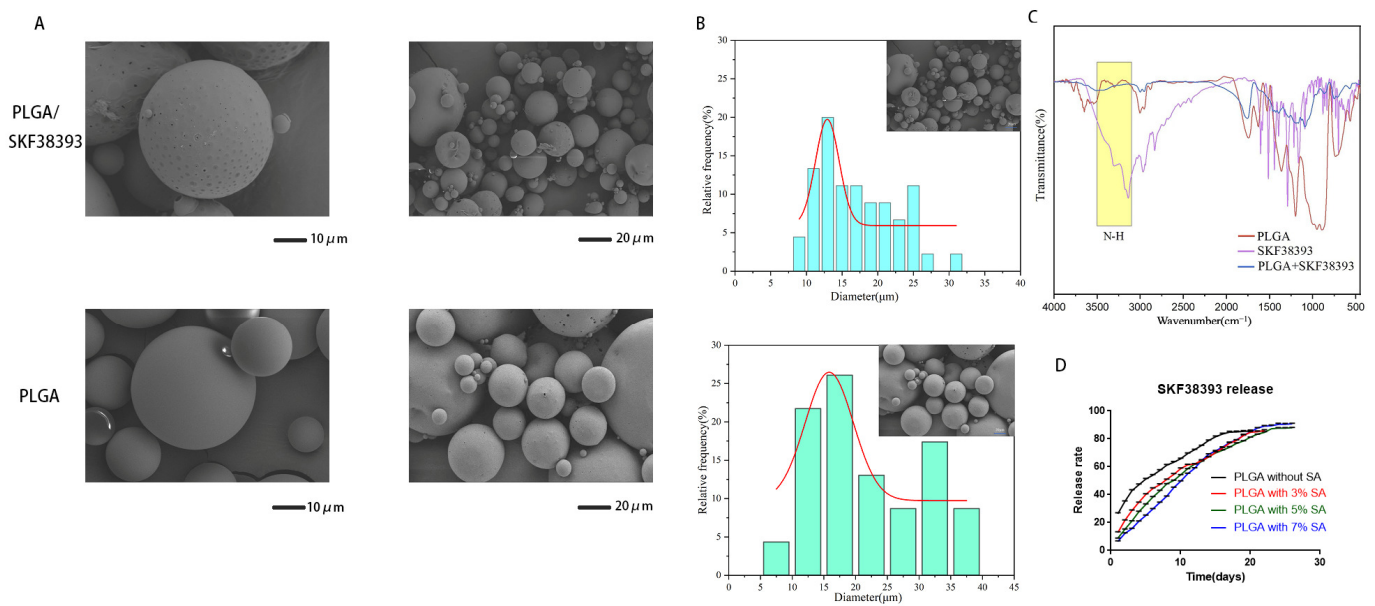 A
PLGA/
SKF38393
10 μm
20 μm
PLGA
10 μm
20 μm
B
30
25
20
15
10
5
0
Relative frequency(%)
0 5 10 15 20 25 30 35 40
Diameter(μm)
30
25
20
15
10
5
0
Relative frequency(%)
0 5 10 15 20 25 30 35 40 45
Diameter(μm)
C
Transmittance(%)
N-H
PLGA
SKF38393
PLGA+SKF38393
4000 3500 3000 2500 2000 1500 1000 500
Wavenumber(cm⁻¹)
D
SKF38393 release
100
80
60
40
20
0
Release rate
PLGA without SA
PLGA with 3% SA
PLGA with 5% SA
PLGA with 7% SA
0 10 20 30
Time(days)